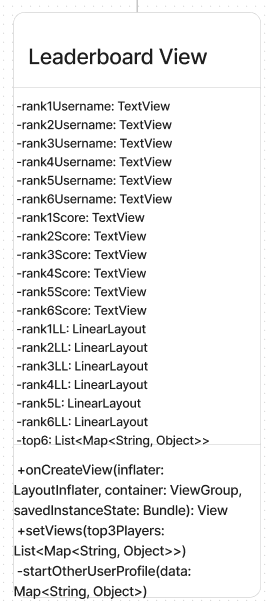 Leaderboard View
-rank1Username: TextView
-rank2Username: TextView
-rank3Username: TextView
-rank4Username: TextView
-rank5Username: TextView
-rank6Username: TextView
-rank1Score: TextView
-rank2Score: TextView
-rank3Score: TextView
-rank4Score: TextView
-rank5Score: TextView
-rank6Score: TextView
-rank1LL: LinearLayout
-rank2LL: LinearLayout
-rank3LL: LinearLayout
-rank4LL: LinearLayout
-rank5L: LinearLayout
-rank6LL: LinearLayout
-top6: List<Map<String, Object>>
+onCreateView(inflater:
LayoutInflater, container: ViewGroup,
savedInstanceState: Bundle): View
+setViews(top3Players:
List<Map<String, Object>>)
-startOtherUserProfile(data:
Map<String, Object>)